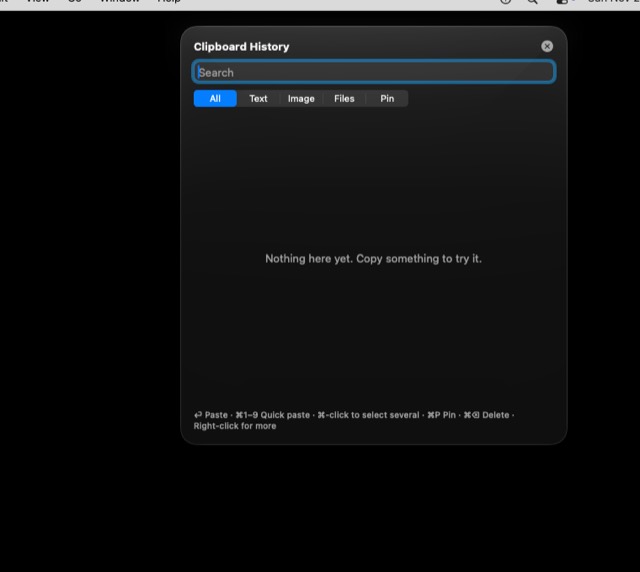 View Go Window Help
Clipboard History
Search
All Text Image Files Pin
Nothing here yet. Copy something to try it.
⏎ Paste · ⌘1–9 Quick paste · ⌘-click to select several · ⌘P Pin · ⌘⌫ Delete ·
Right-click for more